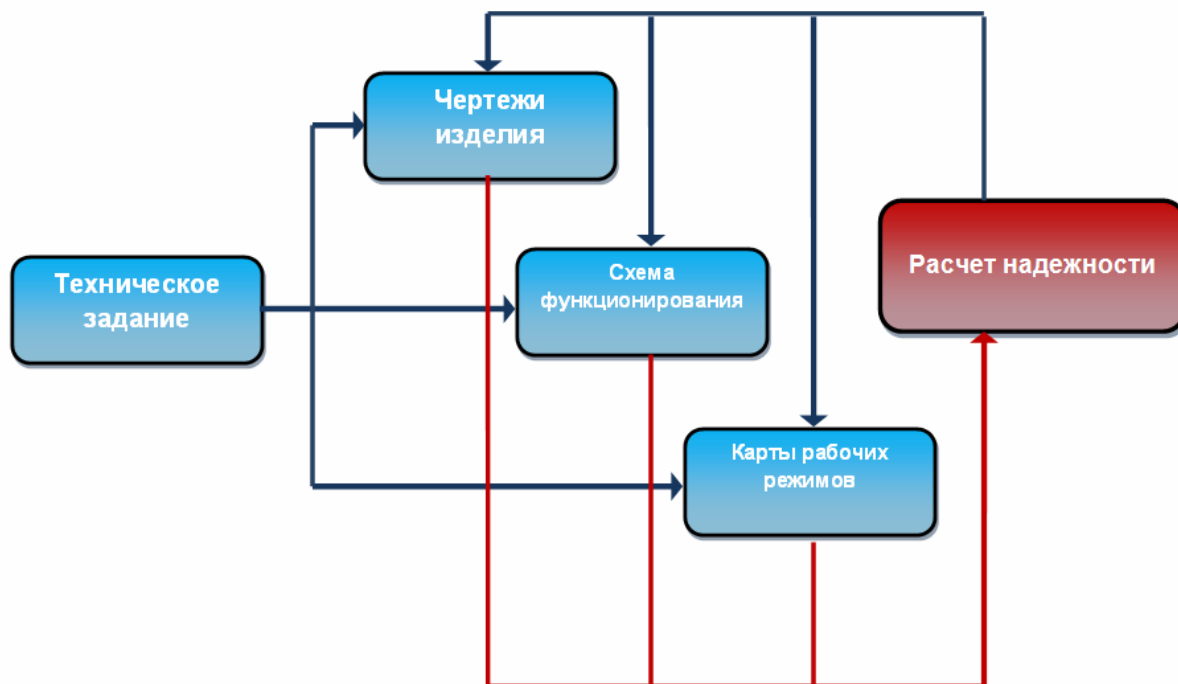 Чертежи
изделия
Техническое
задание
Схема
функционирования
Расчет надежности
Карты рабочих
режимов